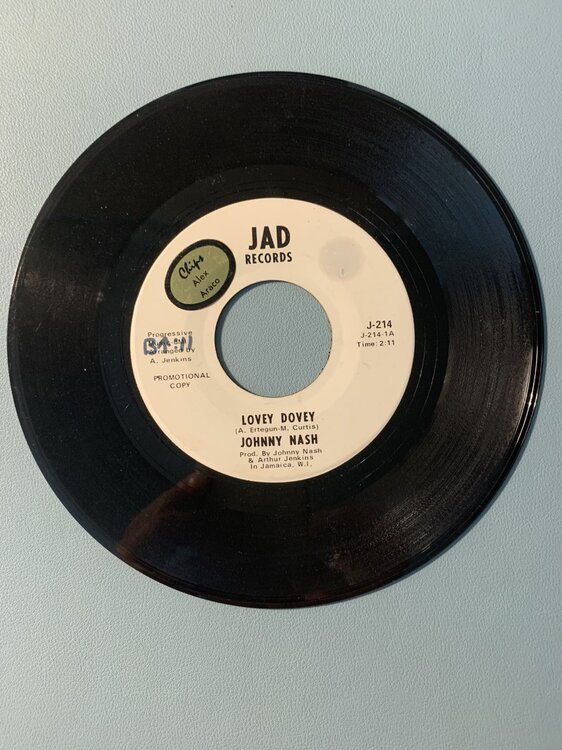 JAD
RECORDS
Chips
Alex
Araco
J-214
J-214-1A
Time: 2:11
Progressive
Arranged by
A. Jenkins
PROMOTIONAL
COPY
LOVEY DOVEY
(A. Ertegun-M. Curtis)
JOHNNY NASH
Prod. By Johnny Nash
& Arthur Jenkins
In Jamaica, W.I.